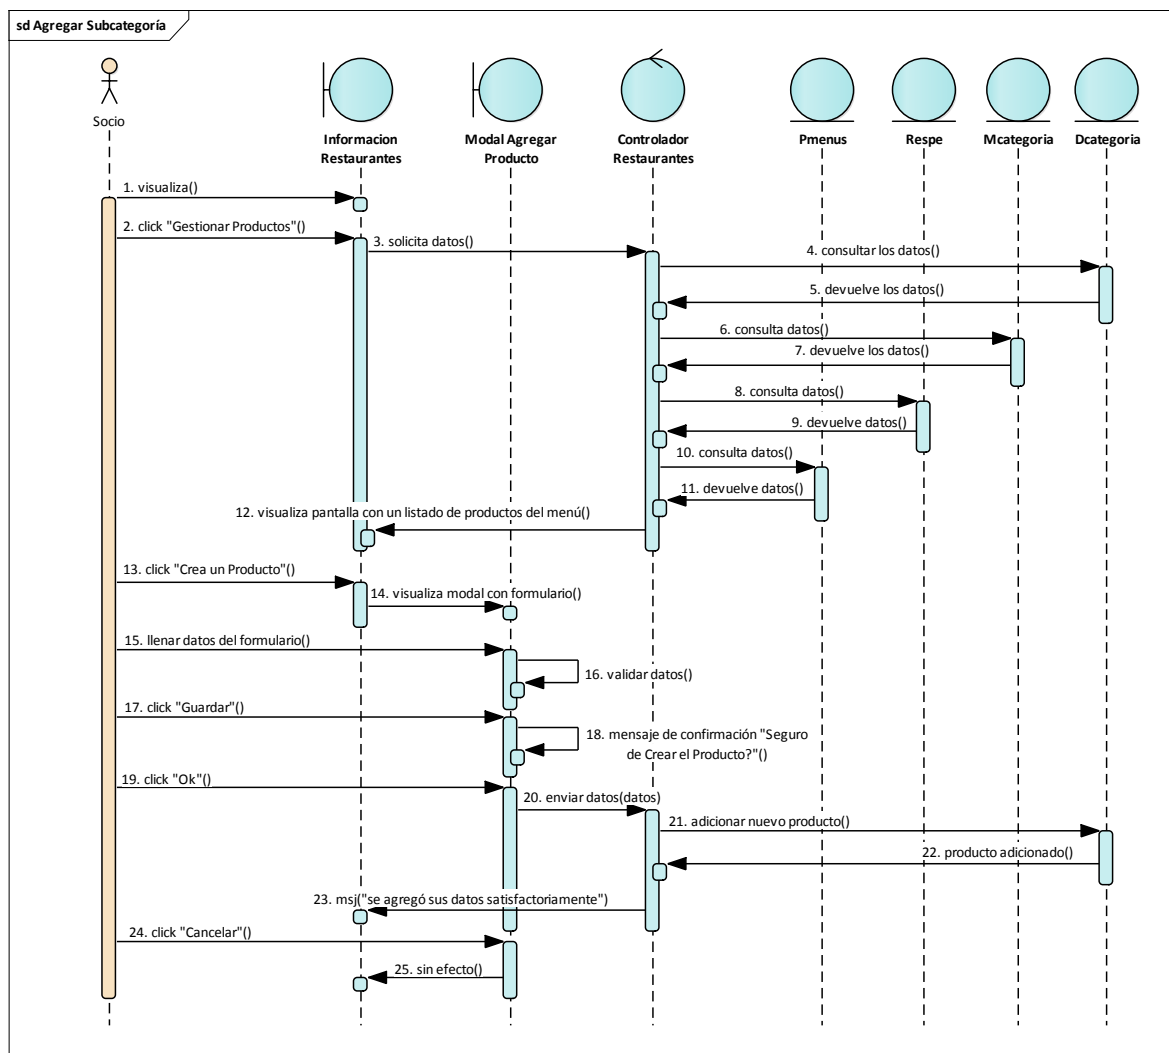 sd Agregar Subcategoría
Socio
Informacion
Restaurantes
Modal Agregar
Producto
Controlador
Restaurantes
Pmenus
Respe
Mcategoria
Dcategoria
1. visualiza()
2. click "Gestionar Productos"()
3. solicita datos()
4. consultar los datos()
5. devuelve los datos()
6. consulta datos()
7. devuelve los datos()
8. consulta datos()
9. devuelve datos()
10. consulta datos()
11. devuelve datos()
12. visualiza pantalla con un listado de productos del menú()
13. click "Crea un Producto"()
14. visualiza modal con formulario()
15. llenar datos del formulario()
16. validar datos()
17. click "Guardar"()
18. mensaje de confirmación "Seguro
de Crear el Producto?"()
19. click "Ok"()
20. enviar datos(datos)
21. adicionar nuevo producto()
22. producto adicionado()
23. msj("se agregó sus datos satisfactoriamente")
24. click "Cancelar"()
25. sin efecto()